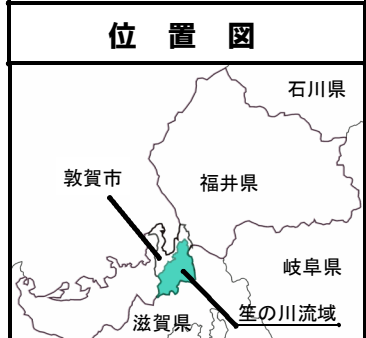 位置図
石川県
敦賀市
福井県
岐阜県
笙の川流域
滋賀県